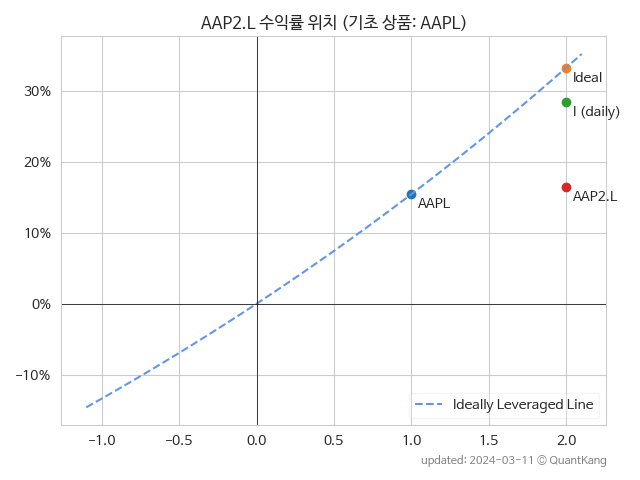 AAP2.L 수익률 위치 (기초 상품: AAPL)
30%
20%
10%
0%
−10%
Ideal
I (daily)
AAP2.L
AAPL
Ideally Leveraged Line
−1.0 −0.5 0.0 0.5 1.0 1.5 2.0
updated: 2024-03-11 © QuantKang